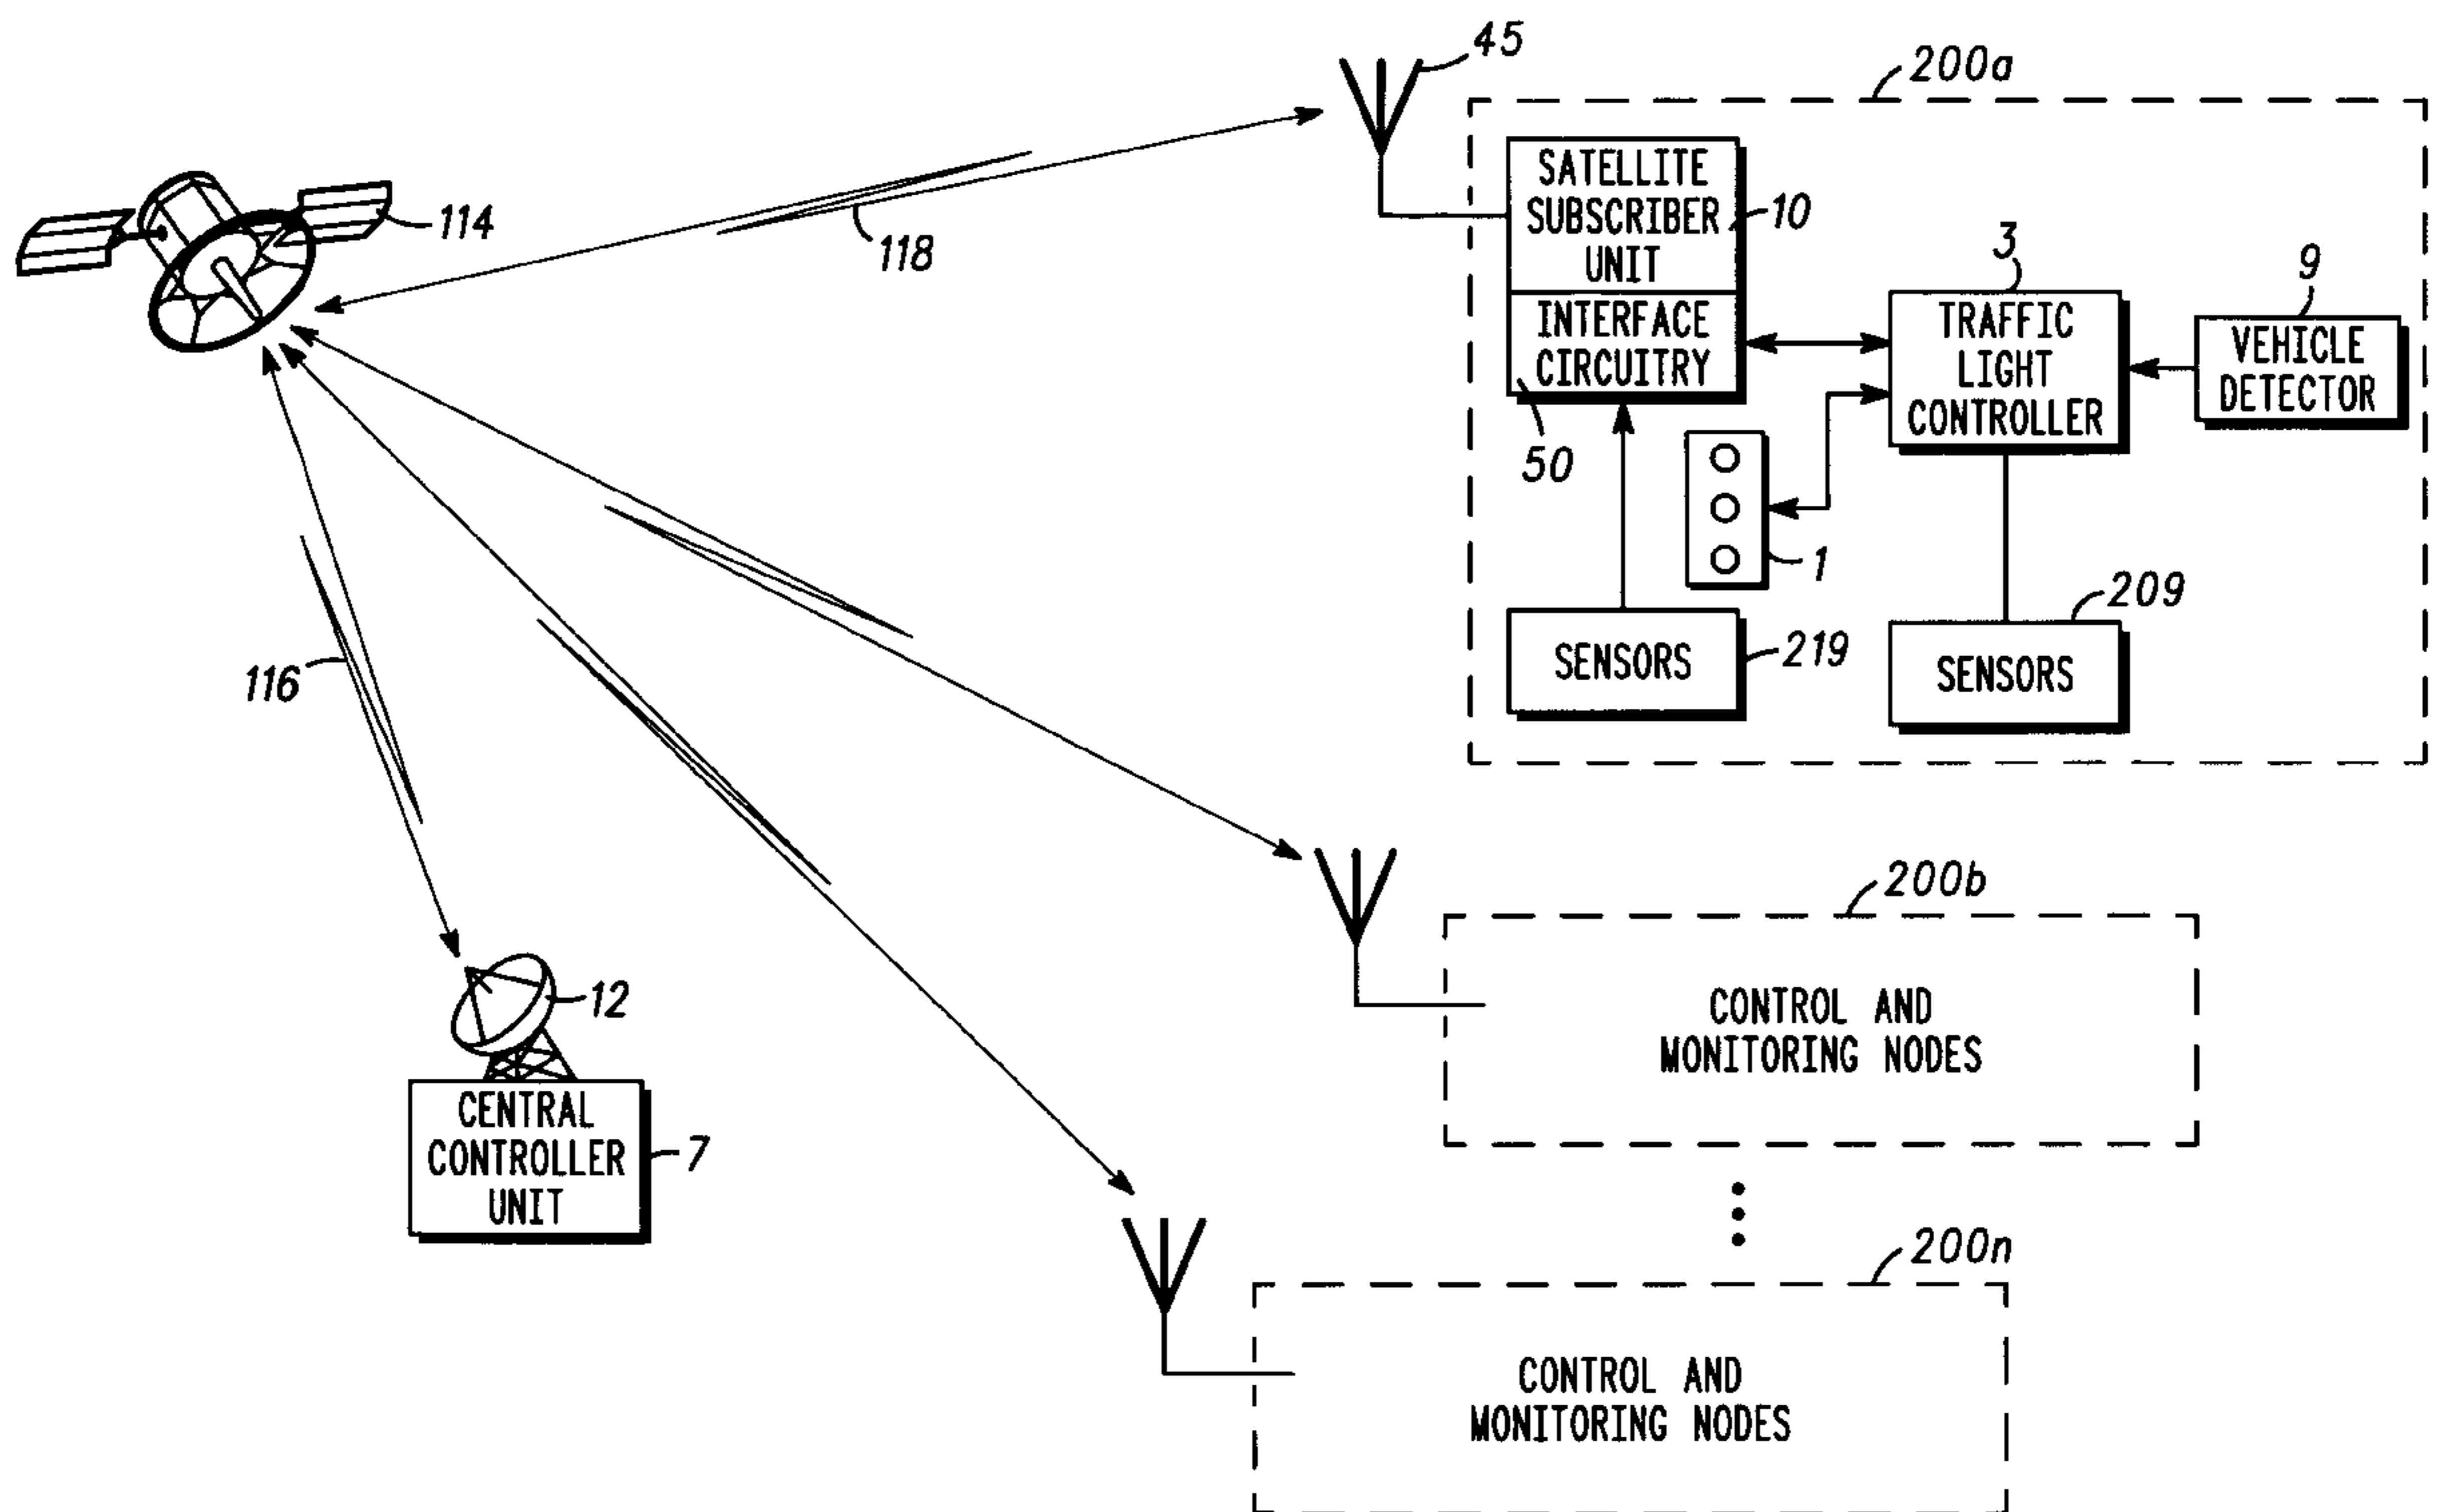 45
200a
SATELLITE
SUBSCRIBER
UNIT
10
114
118
3
9
INTERFACE
CIRCUITRY
TRAFFIC
LIGHT
CONTROLLER
VEHICLE
DETECTOR
50
1
209
219
SENSORS
SENSORS
116
200b
12
CONTROL AND
MONITORING NODES
CENTRAL
CONTROLLER
UNIT
7
200n
CONTROL AND
MONITORING NODES